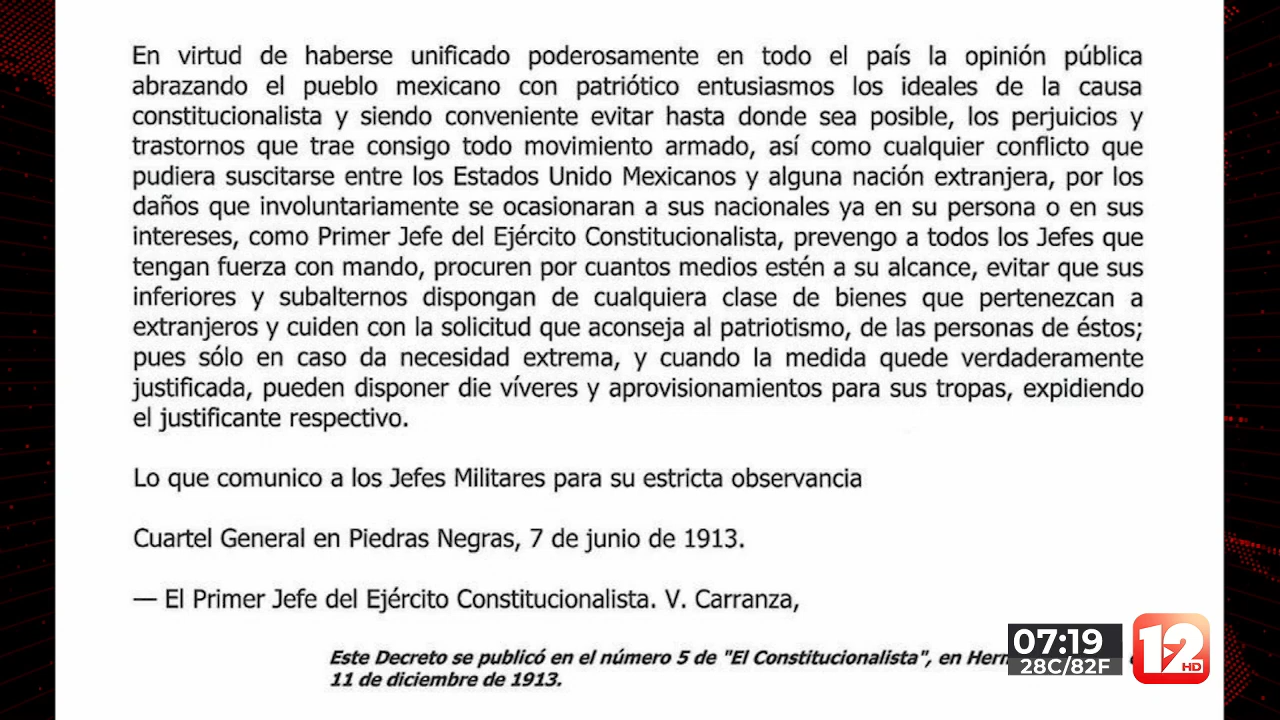 En virtud de haberse unificado poderosamente en todo el país la opinión pública
abrazando el pueblo mexicano con patriótico entusiasmos los ideales de la causa
constitucionalista y siendo conveniente evitar hasta donde sea posible, los perjuicios y
trastornos que trae consigo todo movimiento armado, así como cualquier conflicto que
pudiera suscitarse entre los Estados Unido Mexicanos y alguna nación extranjera, por los
daños que involuntariamente se ocasionaran a sus nacionales ya en su persona o en sus
intereses, como Primer Jefe del Ejército Constitucionalista, prevengo a todos los Jefes que
tengan fuerza con mando, procuren por cuantos medios estén a su alcance, evitar que sus
inferiores y subalternos dispongan de cualquiera clase de bienes que pertenezcan a
extranjeros y cuiden con la solicitud que aconseja al patriotismo, de las personas de éstos;
pues sólo en caso da necesidad extrema, y cuando la medida quede verdaderamente
justificada, pueden disponer die víveres y aprovisionamientos para sus tropas, expidiendo
el justificante respectivo.
Lo que comunico a los Jefes Militares para su estricta observancia
Cuartel General en Piedras Negras, 7 de junio de 1913.
— El Primer Jefe del Ejército Constitucionalista. V. Carranza,
Este Decreto se publicó en el número 5 de "El Constitucionalista", en
11 de diciembre de 1913.
07:19
28C/82F
12
HD